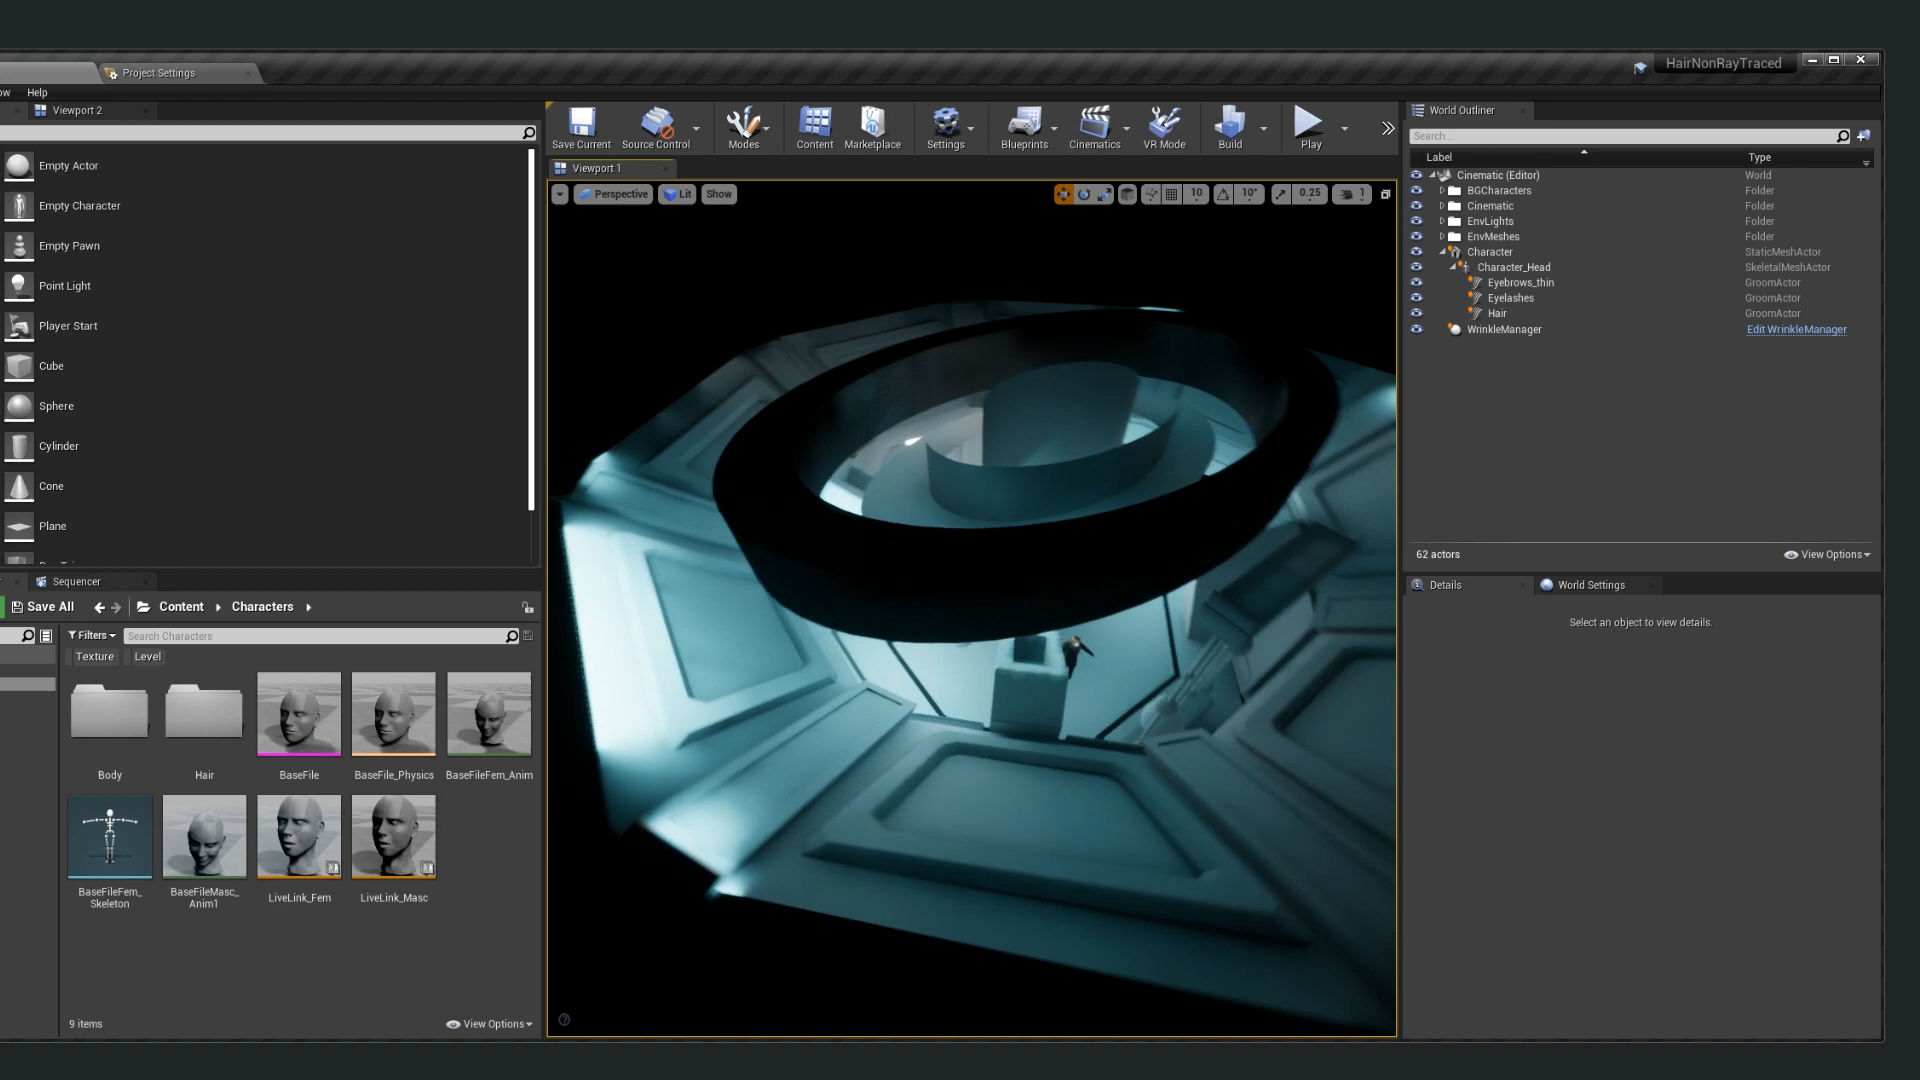 Project Settings
HairNonRayTraced
ow Help
Viewport 2
Empty Actor
Empty Character
Empty Pawn
Point Light
Player Start
Cube
Sphere
Cylinder
Cone
Plane
Save Current
Source Control
Modes
Content
Marketplace
Settings
Blueprints
Cinematics
VR Mode
Build
Play
Viewport 1
Perspective
Lit
Show
10
10°
0.25
1
World Outliner
Search...
Label Type
Cinematic (Editor) World
BGCharacters Folder
Cinematic Folder
EnvLights Folder
EnvMeshes Folder
Character StaticMeshActor
Character_Head SkeletalMeshActor
Eyebrows_thin GroomActor
Eyelashes GroomActor
Hair GroomActor
WrinkleManager Edit WrinkleManager
62 actors
View Options
Details
World Settings
Select an object to view details.
Sequencer
Save All
Content
Characters
Filters
Search Characters
Texture
Level
Body
Hair
BaseFile
BaseFile_Physics
BaseFileFem_Anim
BaseFileFem_
Skeleton
BaseFileMasc_
Anim1
LiveLink_Fem
LiveLink_Masc
9 items
View Options